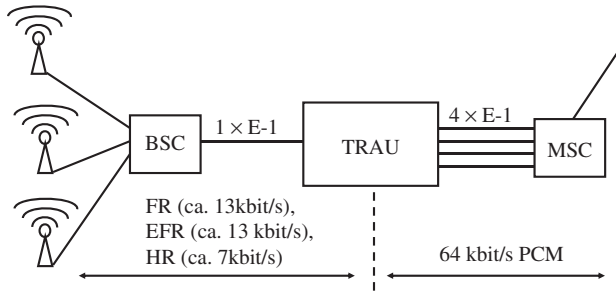 1 × E-1
4 × E-1
BSC
TRAU
MSC
FR (ca. 13kbit/s),
EFR (ca. 13 kbit/s),
HR (ca. 7kbit/s)
64 kbit/s PCM